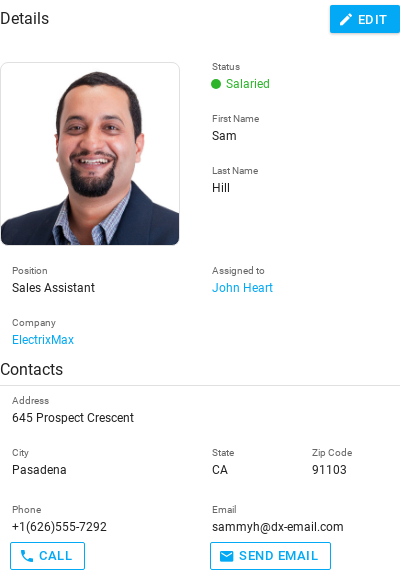 Details
EDIT
Status
Salaried
First Name
Sam
Last Name
Hill
Position
Sales Assistant
Assigned to
John Heart
Company
ElectrixMax
Contacts
Address
645 Prospect Crescent
City
Pasadena
State
CA
Zip Code
91103
Phone
+1(626)555-7292
Email
sammyh@dx-email.com
CALL
SEND EMAIL